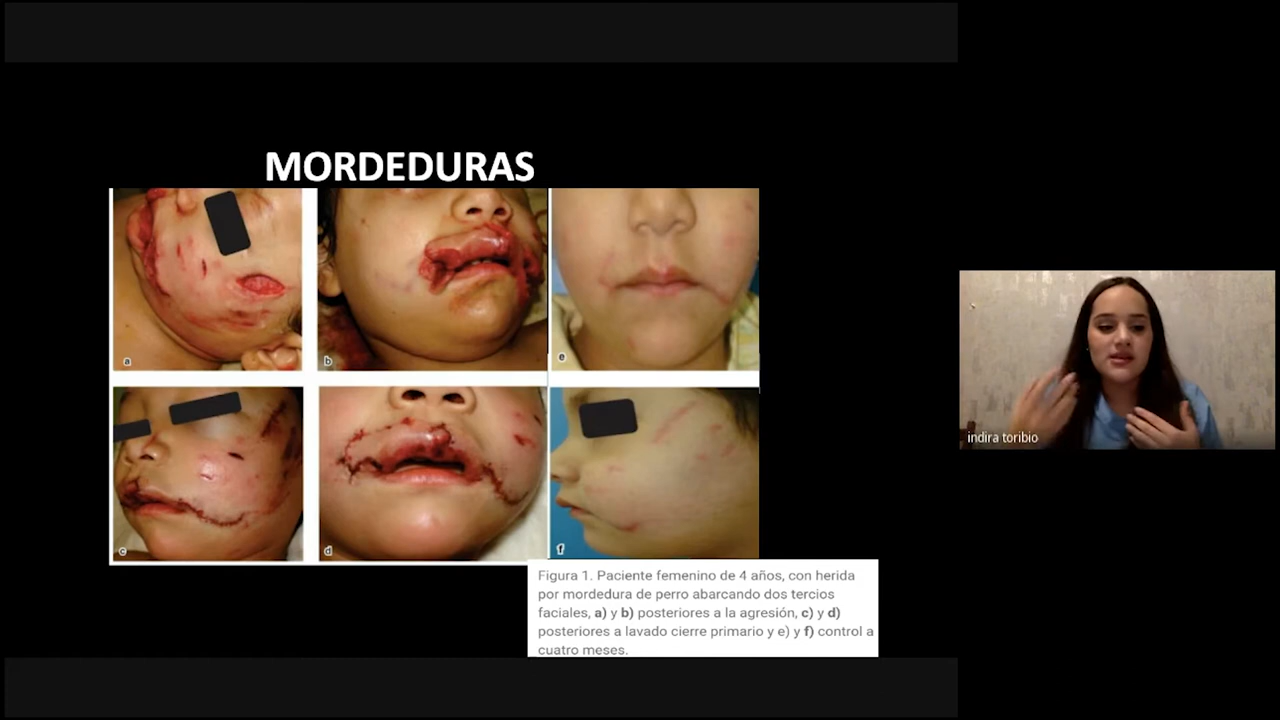 MORDEDURAS
a
b
e
c
d
f
Figura 1. Paciente femenino de 4 años, con herida
por mordedura de perro abarcando dos tercios
faciales, a) y b) posteriores a la agresión, c) y d)
posteriores a lavado cierre primario y e) y f) control a
cuatro meses.
indira toribio